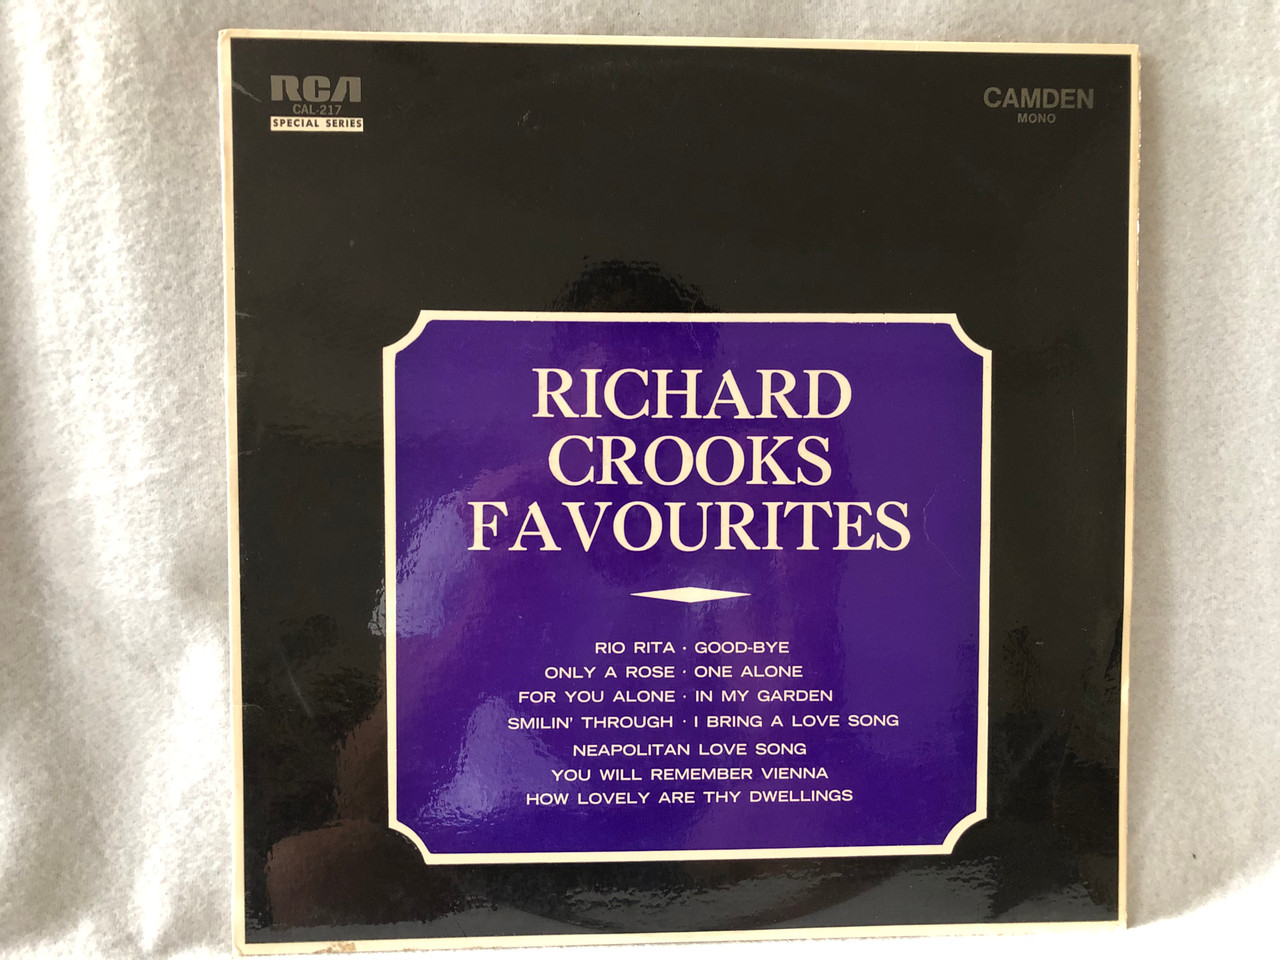 RCA
CAL-217
SPECIAL SERIES
CAMDEN
MONO
RICHARD
CROOKS
FAVOURITES
RIO RITA · GOOD-BYE
ONLY A ROSE · ONE ALONE
FOR YOU ALONE · IN MY GARDEN
SMILIN' THROUGH · I BRING A LOVE SONG
NEAPOLITAN LOVE SONG
YOU WILL REMEMBER VIENNA
HOW LOVELY ARE THY DWELLINGS